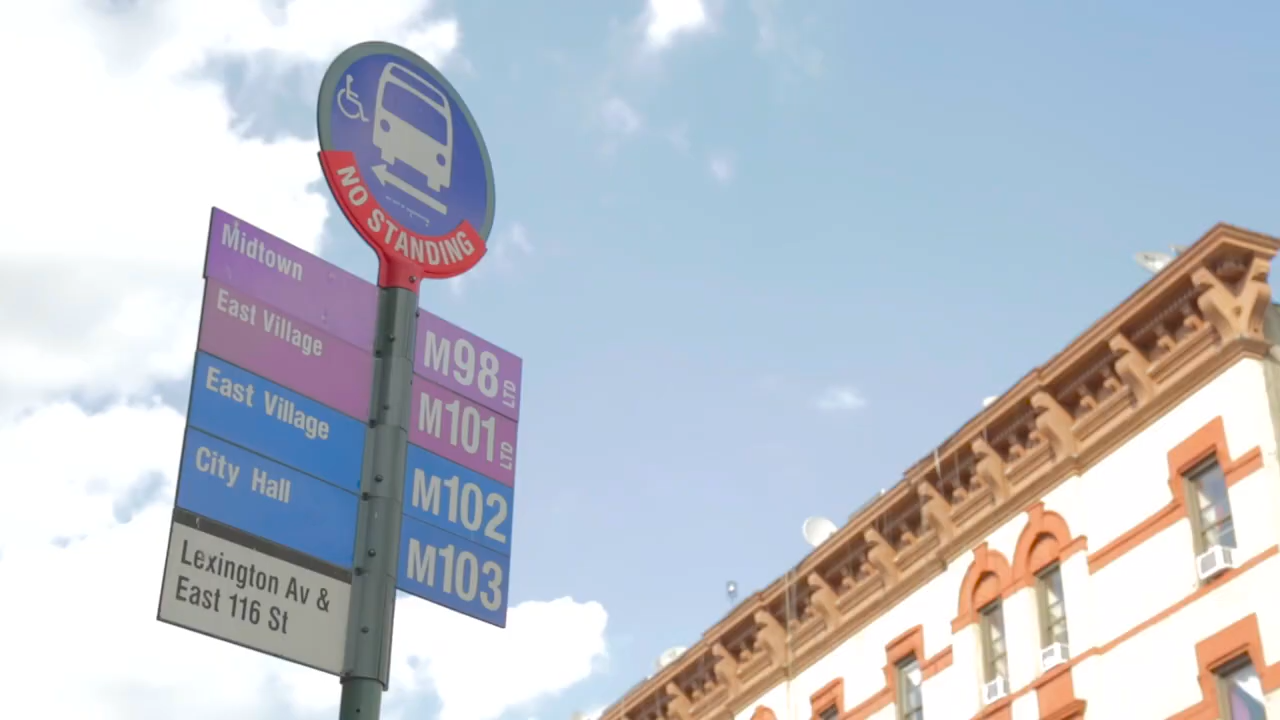 NO STANDING
Midtown
M98 LTD
East Village
M101 LTD
East Village
M102
City Hall
M103
Lexington Av &
East 116 St